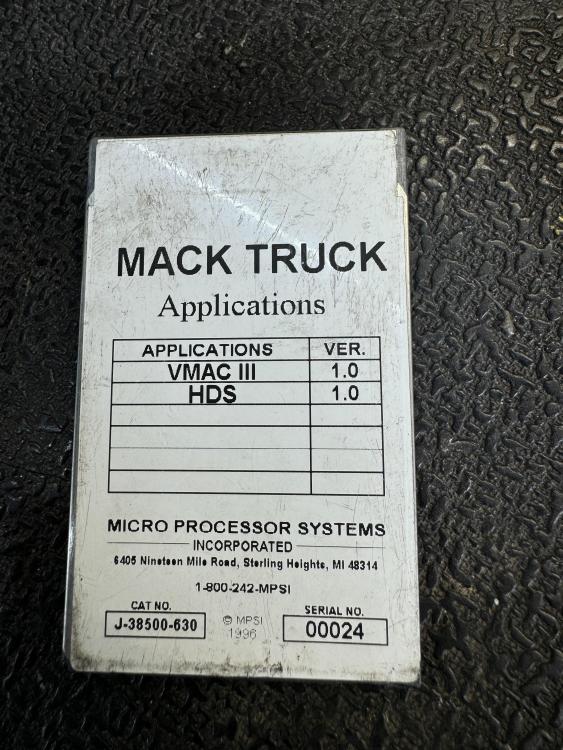 MACK TRUCK
Applications
APPLICATIONS VER.
VMAC III 1.0
HDS 1.0
MICRO PROCESSOR SYSTEMS
INCORPORATED
6405 Nineteen Mile Road, Sterling Heights, MI 48314
1-800-242-MPSI
CAT NO. © MPSI SERIAL NO.
J-38500-630 1996 00024